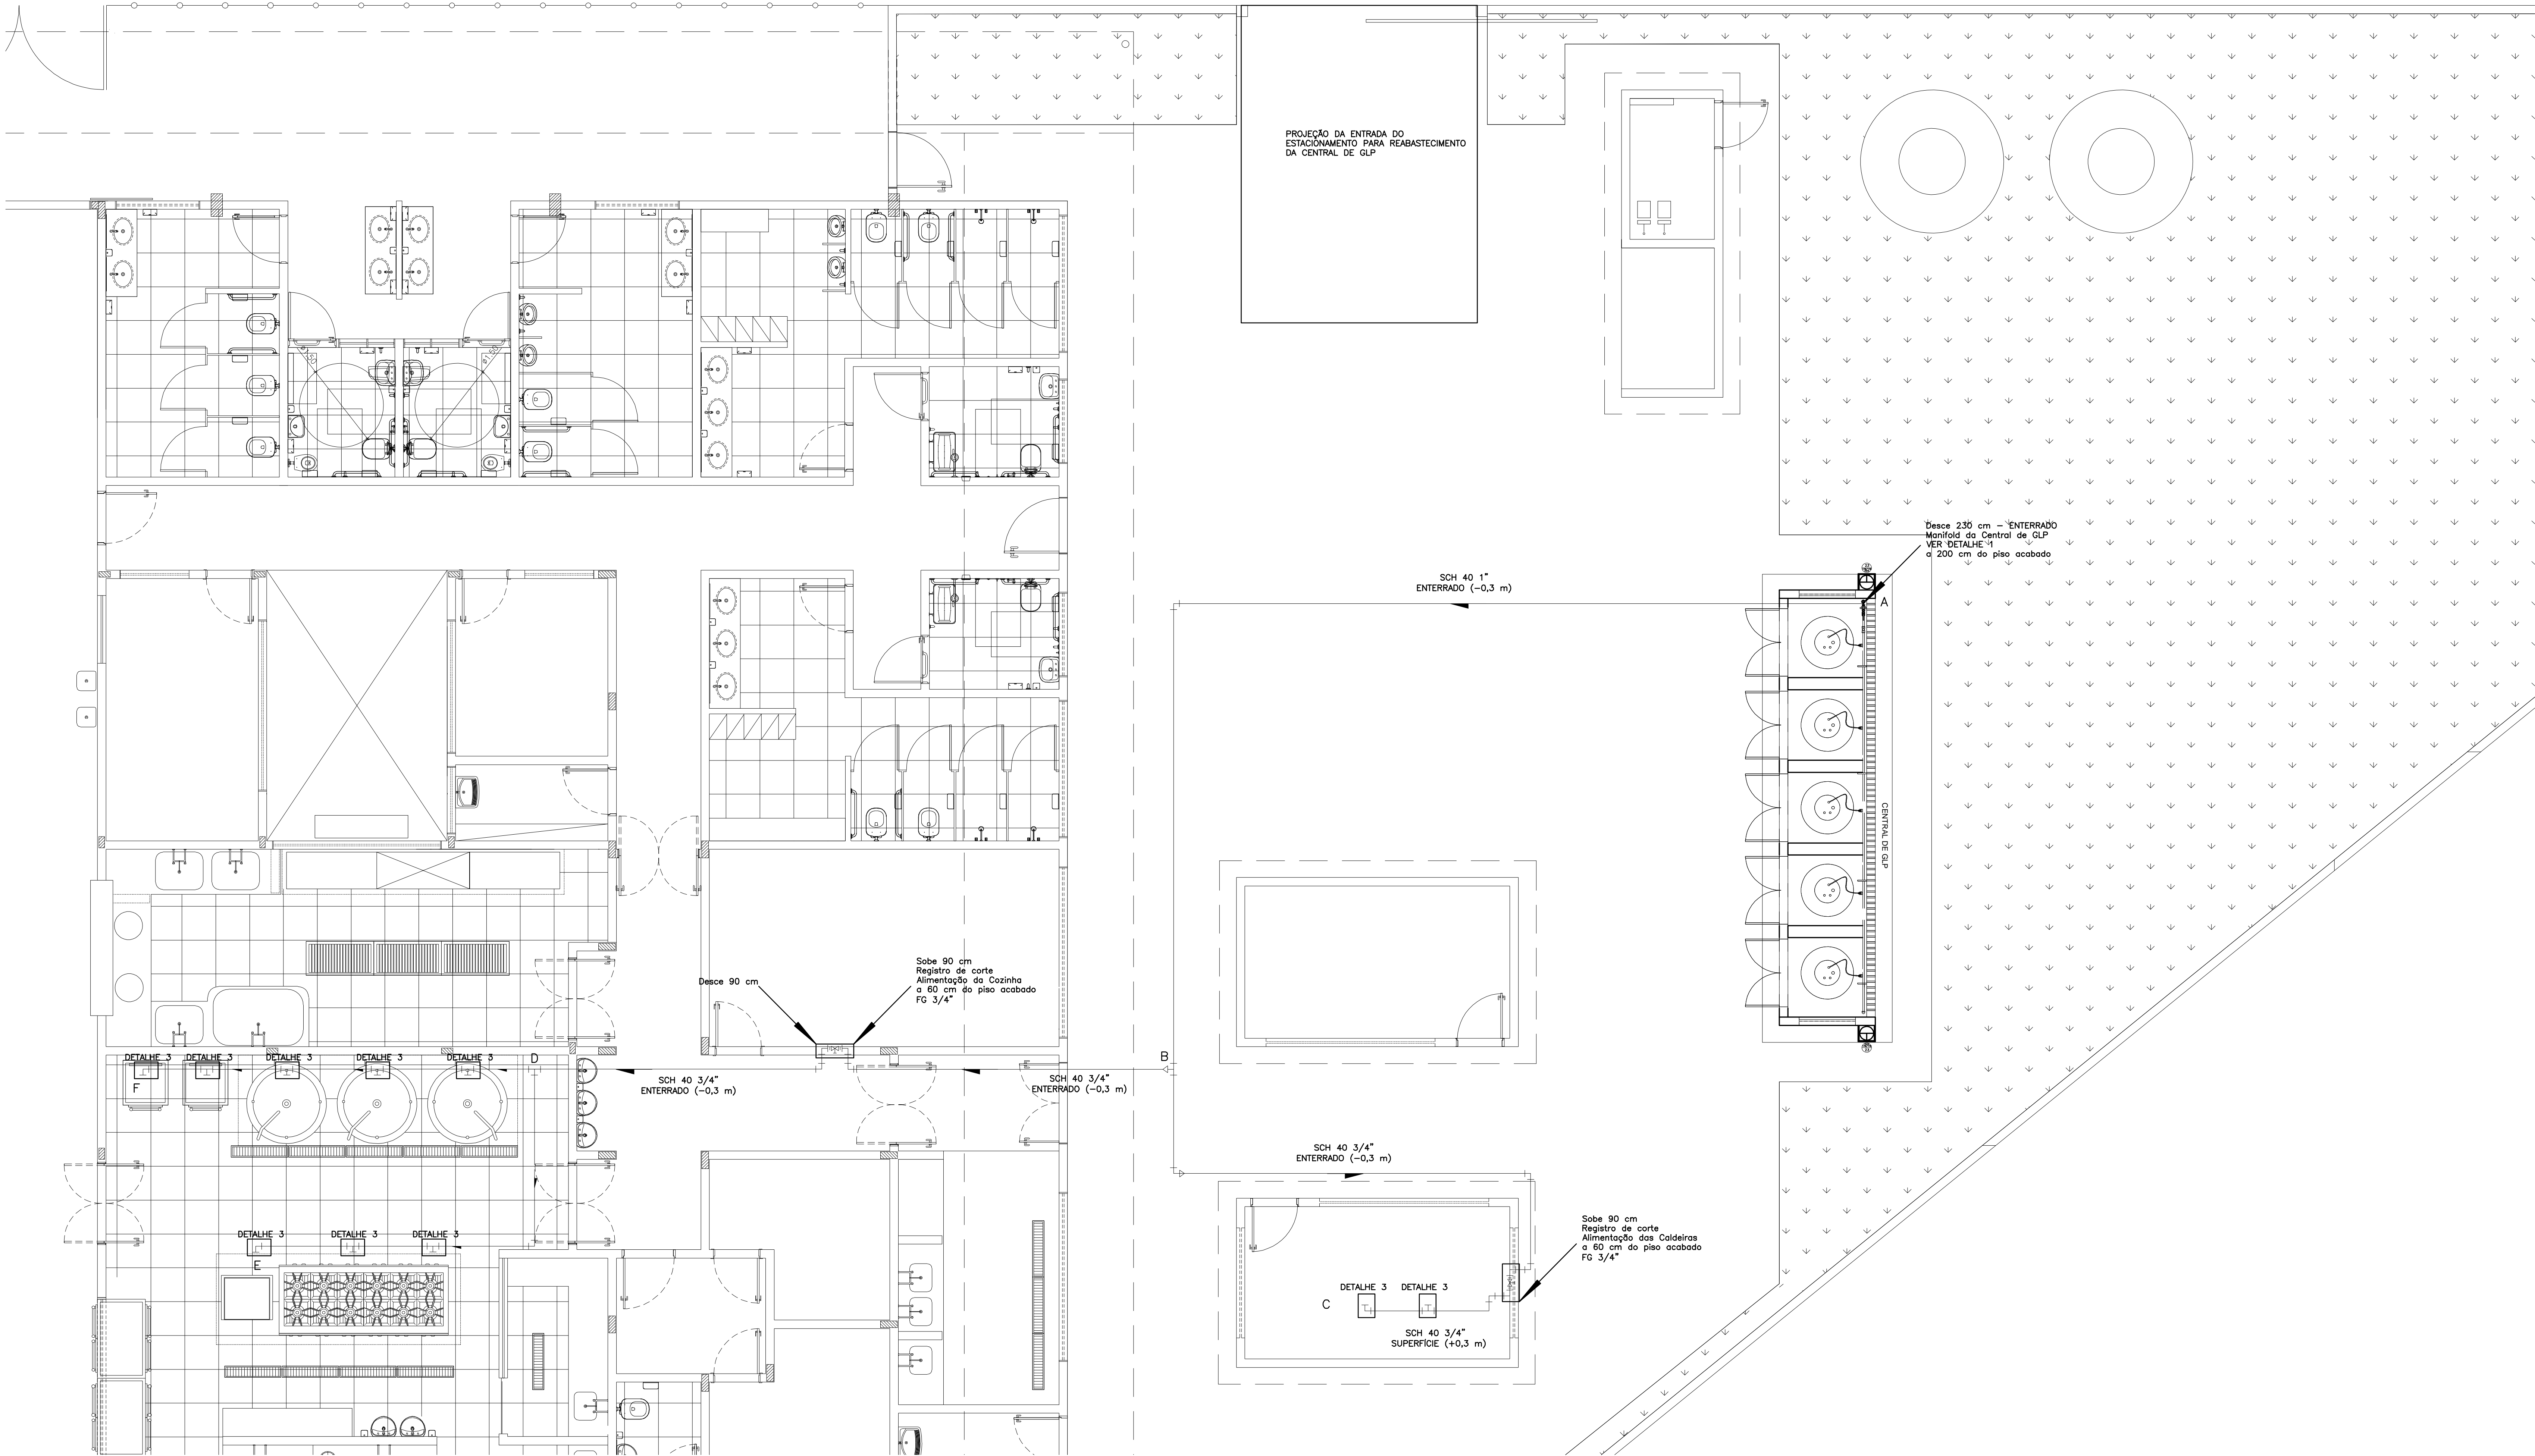 PROJEÇÃO DA ENTRADA DO
ESTACIONAMENTO PARA REABASTECIMENTO
DA CENTRAL DE GLP
Desce 230 cm – ENTERRADO
Manifold da Central de GLP
VER DETALHE 1
a 200 cm do piso acabado
SCH 40 1"
ENTERRADO (-0,3 m)
A
CENTRAL DE GLP
Sobe 90 cm
Registro de corte
Alimentação da Cozinha
a 60 cm do piso acabado
FG 3/4"
Desce 90 cm
B
DETALHE 3
DETALHE 3
DETALHE 3
DETALHE 3
DETALHE 3
D
F
SCH 40 3/4"
ENTERRADO (-0,3 m)
SCH 40 3/4"
ENTERRADO (-0,3 m)
SCH 40 3/4"
ENTERRADO (-0,3 m)
Sobe 90 cm
Registro de corte
Alimentação das Caldeiras
a 60 cm do piso acabado
FG 3/4"
DETALHE 3
DETALHE 3
DETALHE 3
E
DETALHE 3
DETALHE 3
C
SCH 40 3/4"
SUPERFÍCIE (+0,3 m)